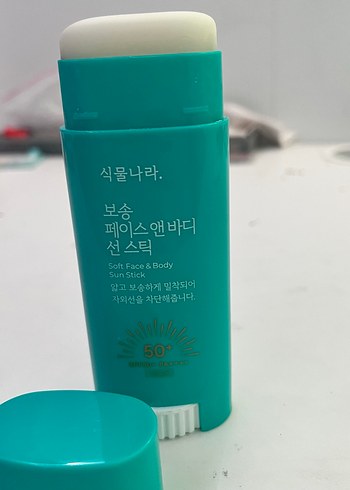 식물나라.
보송
페이스 앤 바디
선 스틱
Soft Face & Body
Sun Stick
얇고 보송하게 밀착되어
자외선을 차단해줍니다.
50+